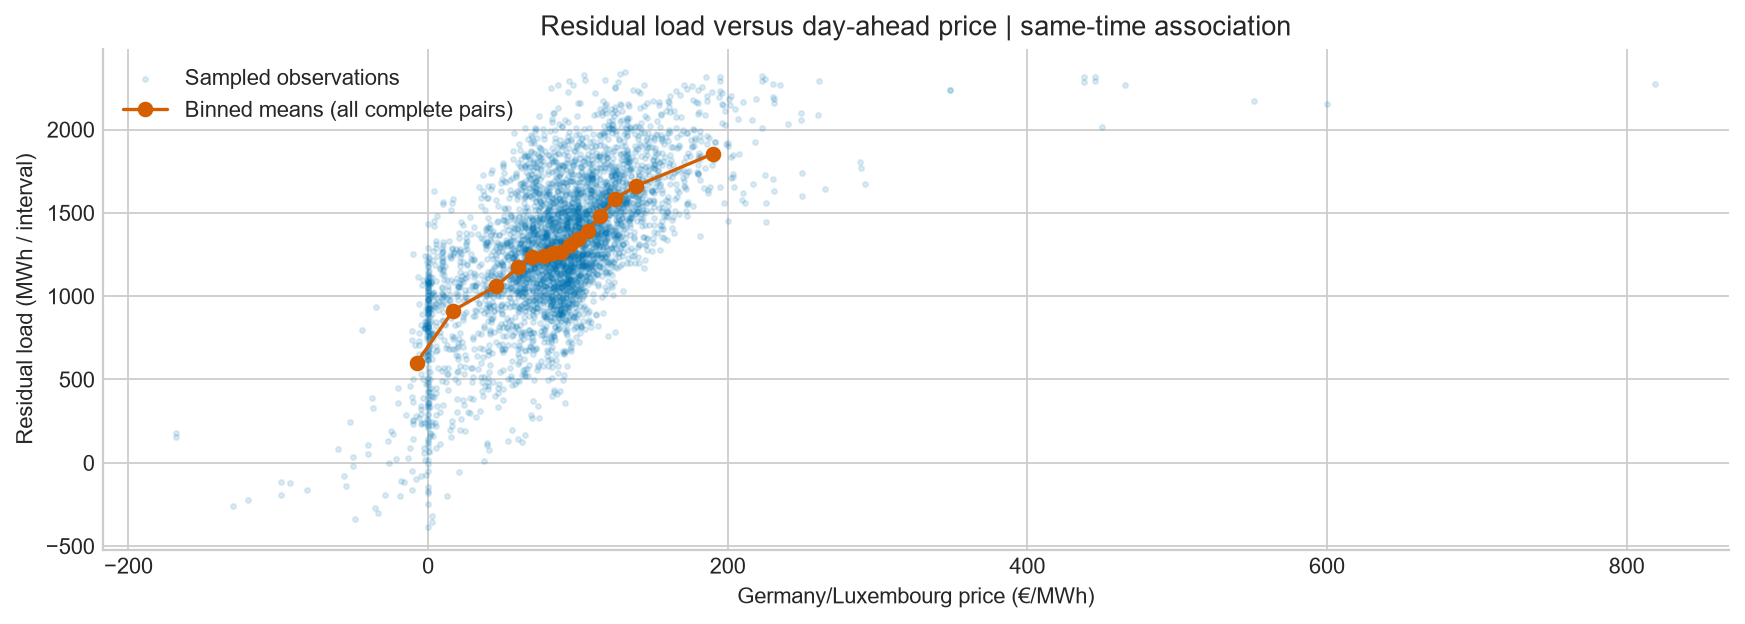 Residual load versus day-ahead price | same-time association
Sampled observations
Binned means (all complete pairs)
Residual load (MWh / interval)
2000
1500
1000
500
0
−500
−200
0
200
400
600
800
Germany/Luxembourg price (€/MWh)